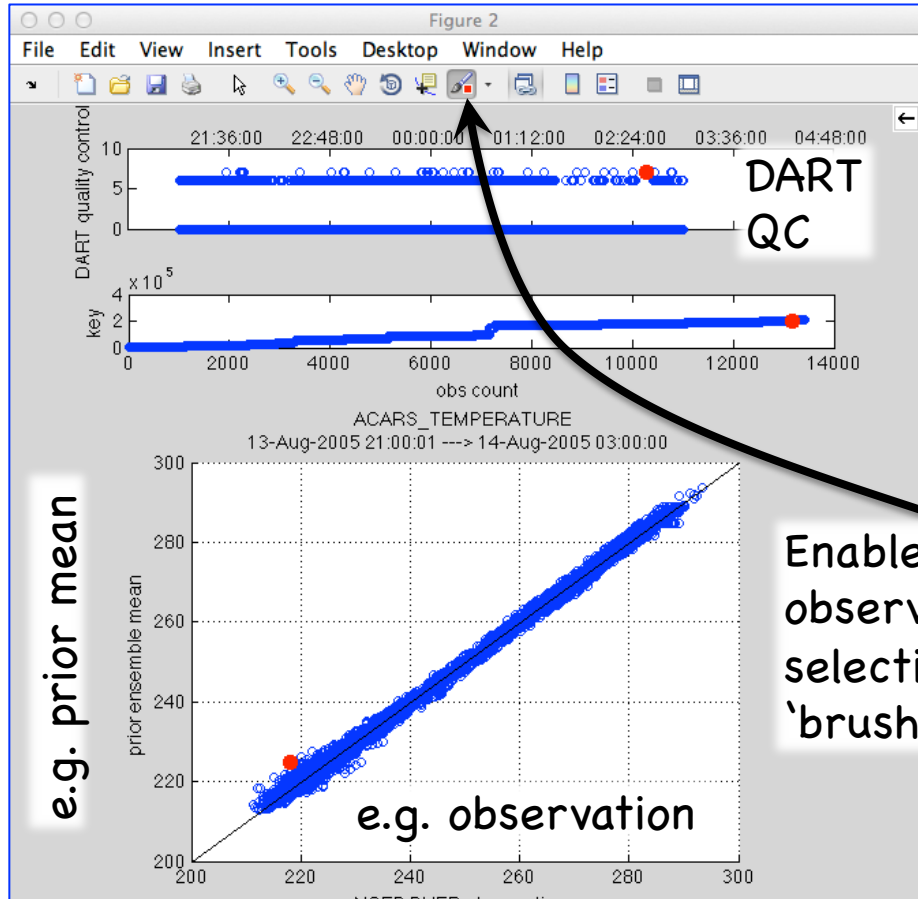 Figure 2
File Edit View Insert Tools Desktop Window Help
21:36:00 22:48:00 00:00:00 01:12:00 02:24:00 03:36:00 04:48:00
DART quality control
10
5
0
DART
QC
x 10^5
key
4
2
0
0 2000 4000 6000 8000 10000 12000 14000
obs count
ACARS_TEMPERATURE
13-Aug-2005 21:00:01 ---> 14-Aug-2005 03:00:00
e.g. prior mean
prior ensemble mean
300
280
260
240
220
200
e.g. observation
200 220 240 260 280 300
Enable
observ
selecti
‘brush